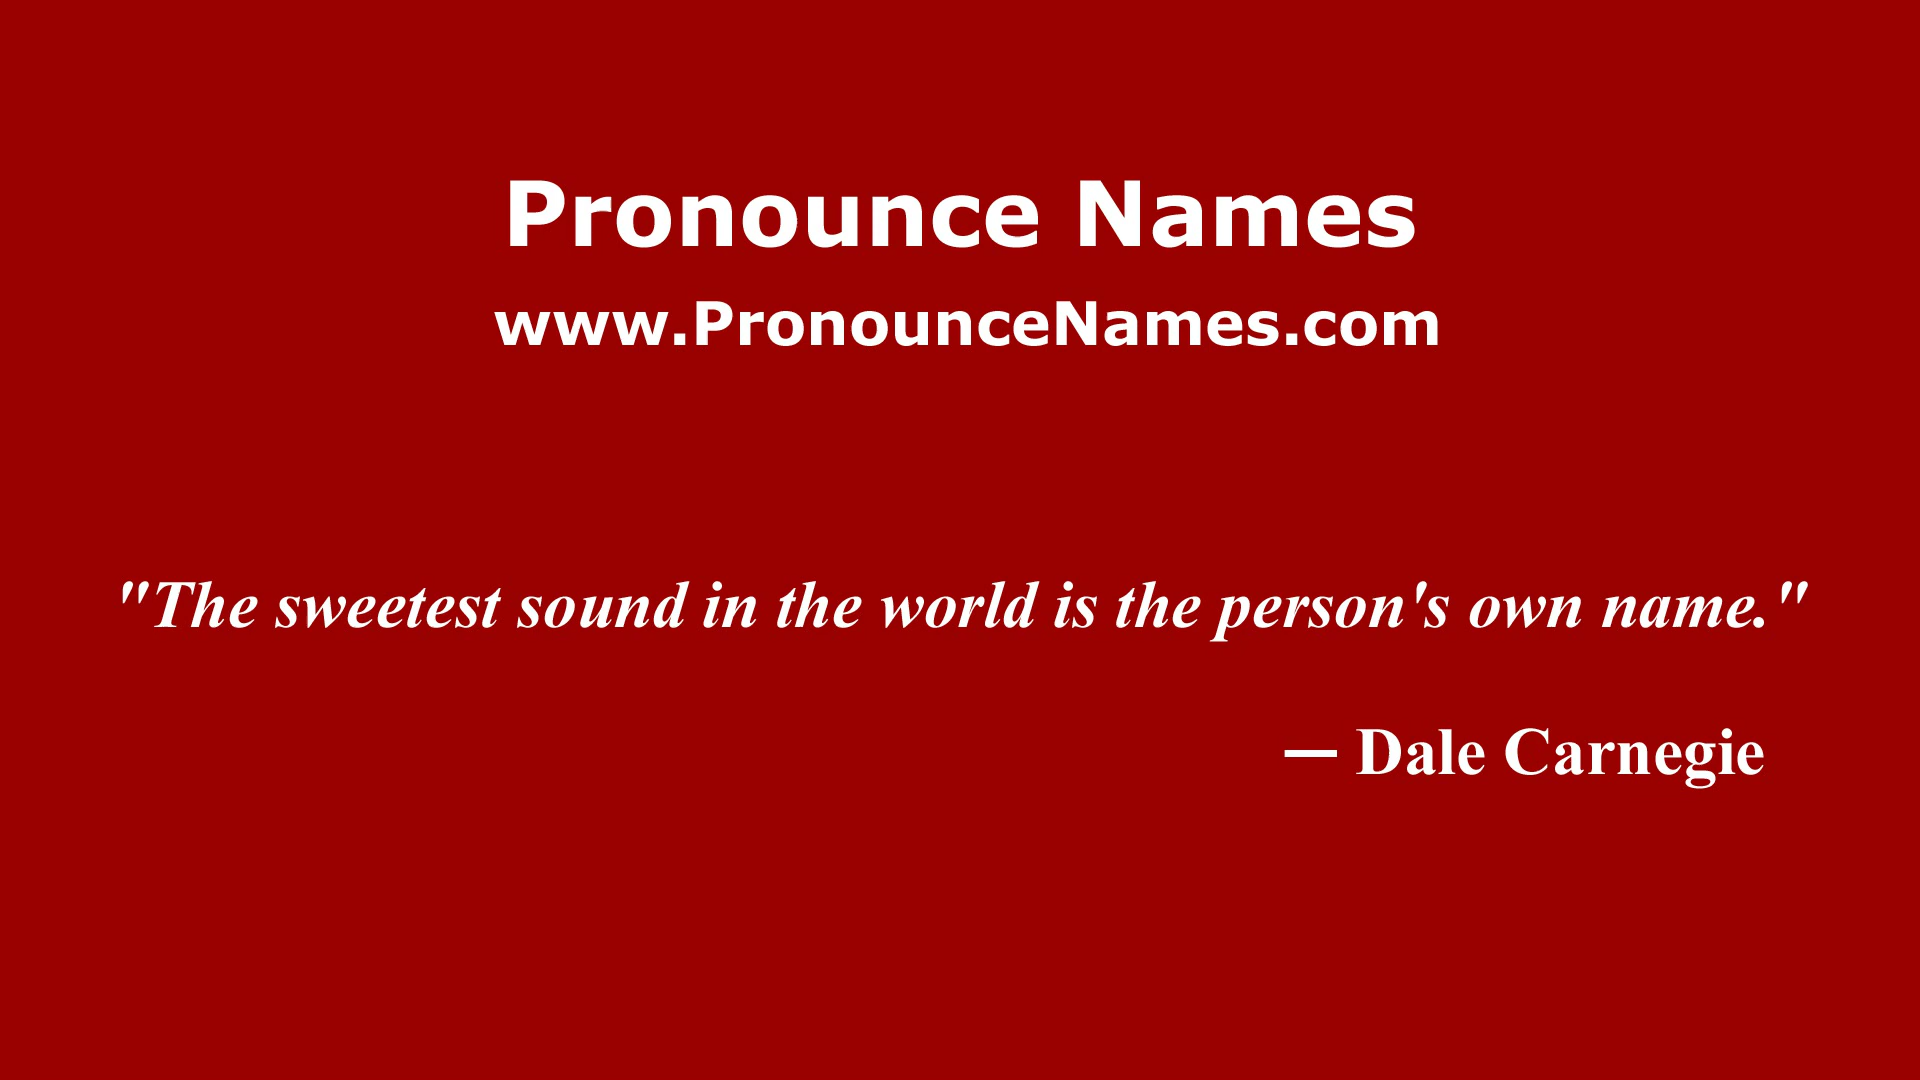 Pronounce Names
www.PronounceNames.com
"The sweetest sound in the world is the person's own name."
— Dale Carnegie